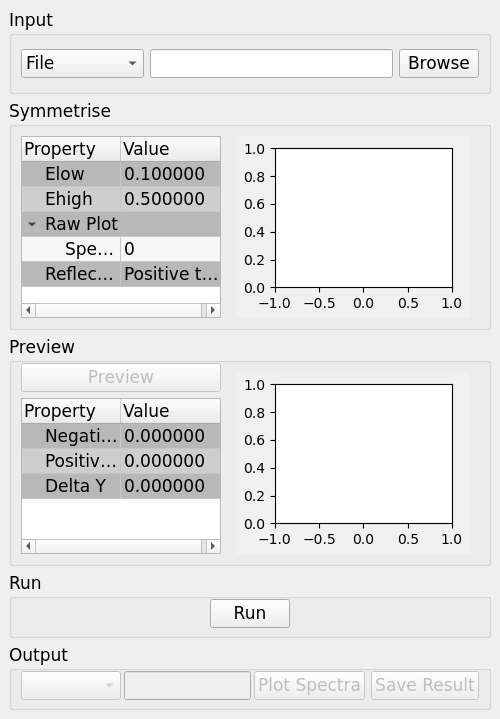 Input
File Browse
Symmetrise
Property Value
Elow 0.100000
Ehigh 0.500000
Raw Plot
Spe... 0
Reflec... Positive t...
1.0
0.8
0.6
0.4
0.2
0.0
−1.0 −0.5 0.0 0.5 1.0
Preview
Preview
Property Value
Negati... 0.000000
Positiv... 0.000000
Delta Y 0.000000
1.0
0.8
0.6
0.4
0.2
0.0
−1.0 −0.5 0.0 0.5 1.0
Run
Run
Output
Plot Spectra Save Result